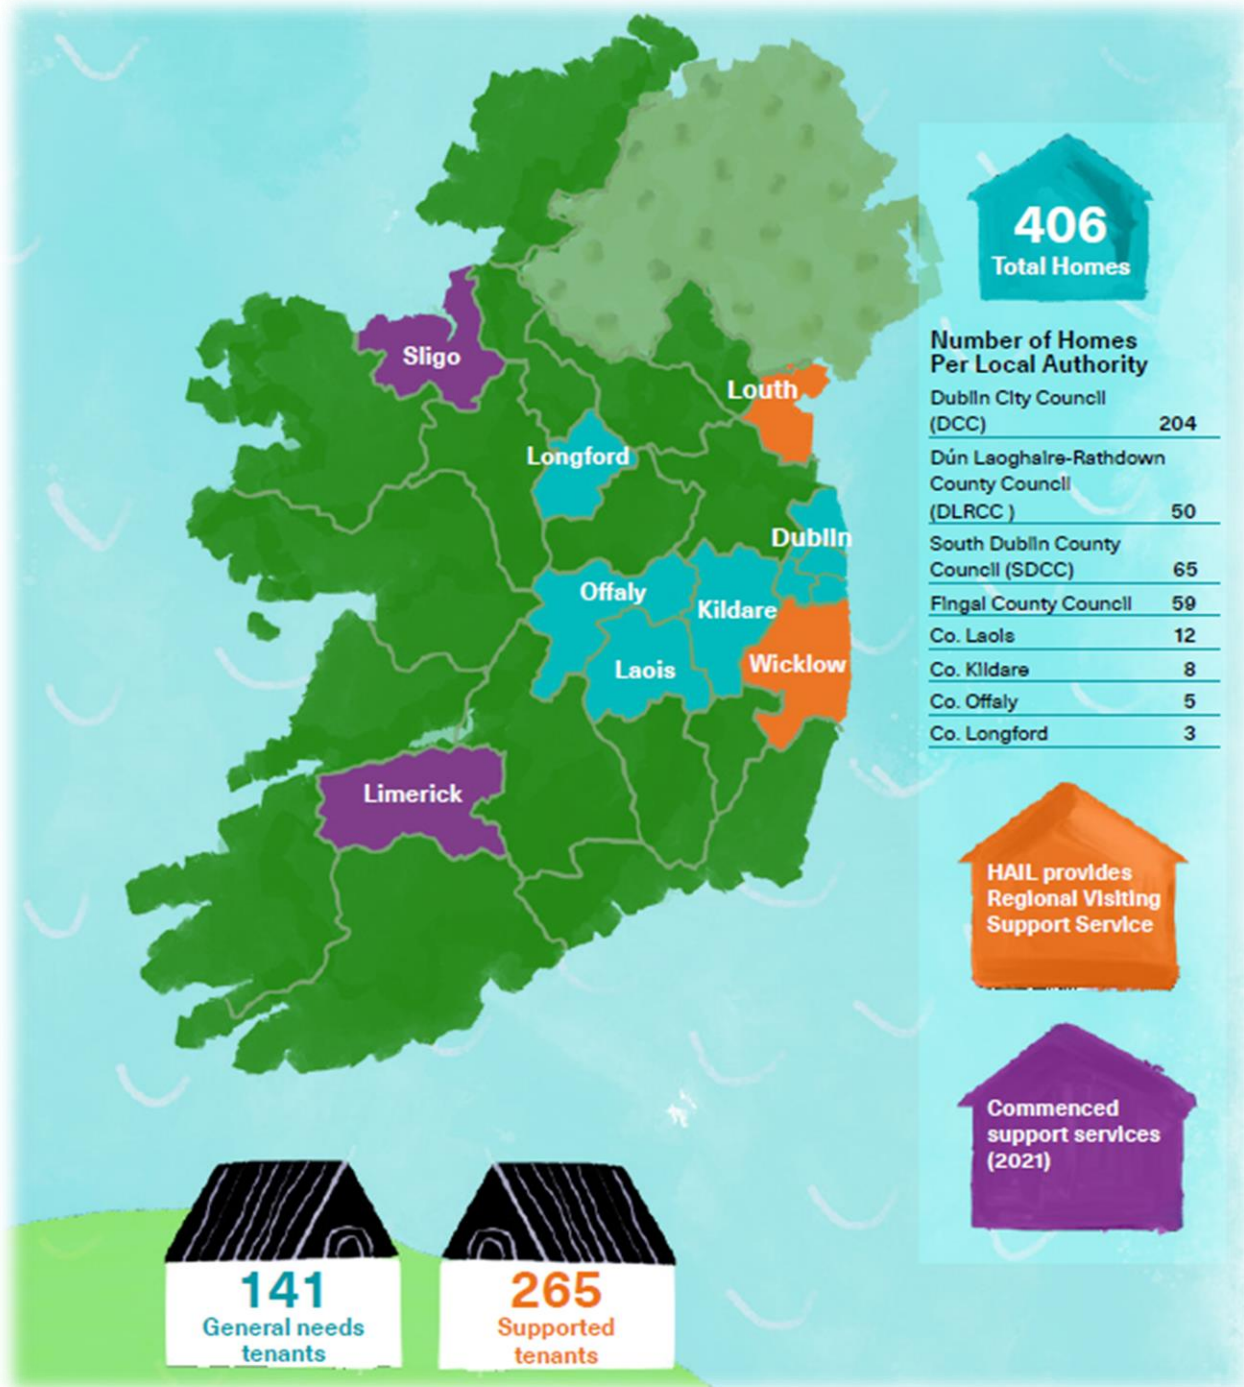 Sligo
Louth
Longford
Dublin
Offaly
Kildare
Laois
Wicklow
Limerick
406
Total Homes
Number of Homes
Per Local Authority
Dublin City Council
(DCC) 204
Dún Laoghaire-Rathdown
County Council
(DLRCC ) 50
South Dublin County
Council (SDCC) 65
Fingal County Council 59
Co. Laois 12
Co. Kildare 8
Co. Offaly 5
Co. Longford 3
HAIL provides
Regional Visiting
Support Service
Commenced
support services
(2021)
141
General needs
tenants
265
Supported
tenants